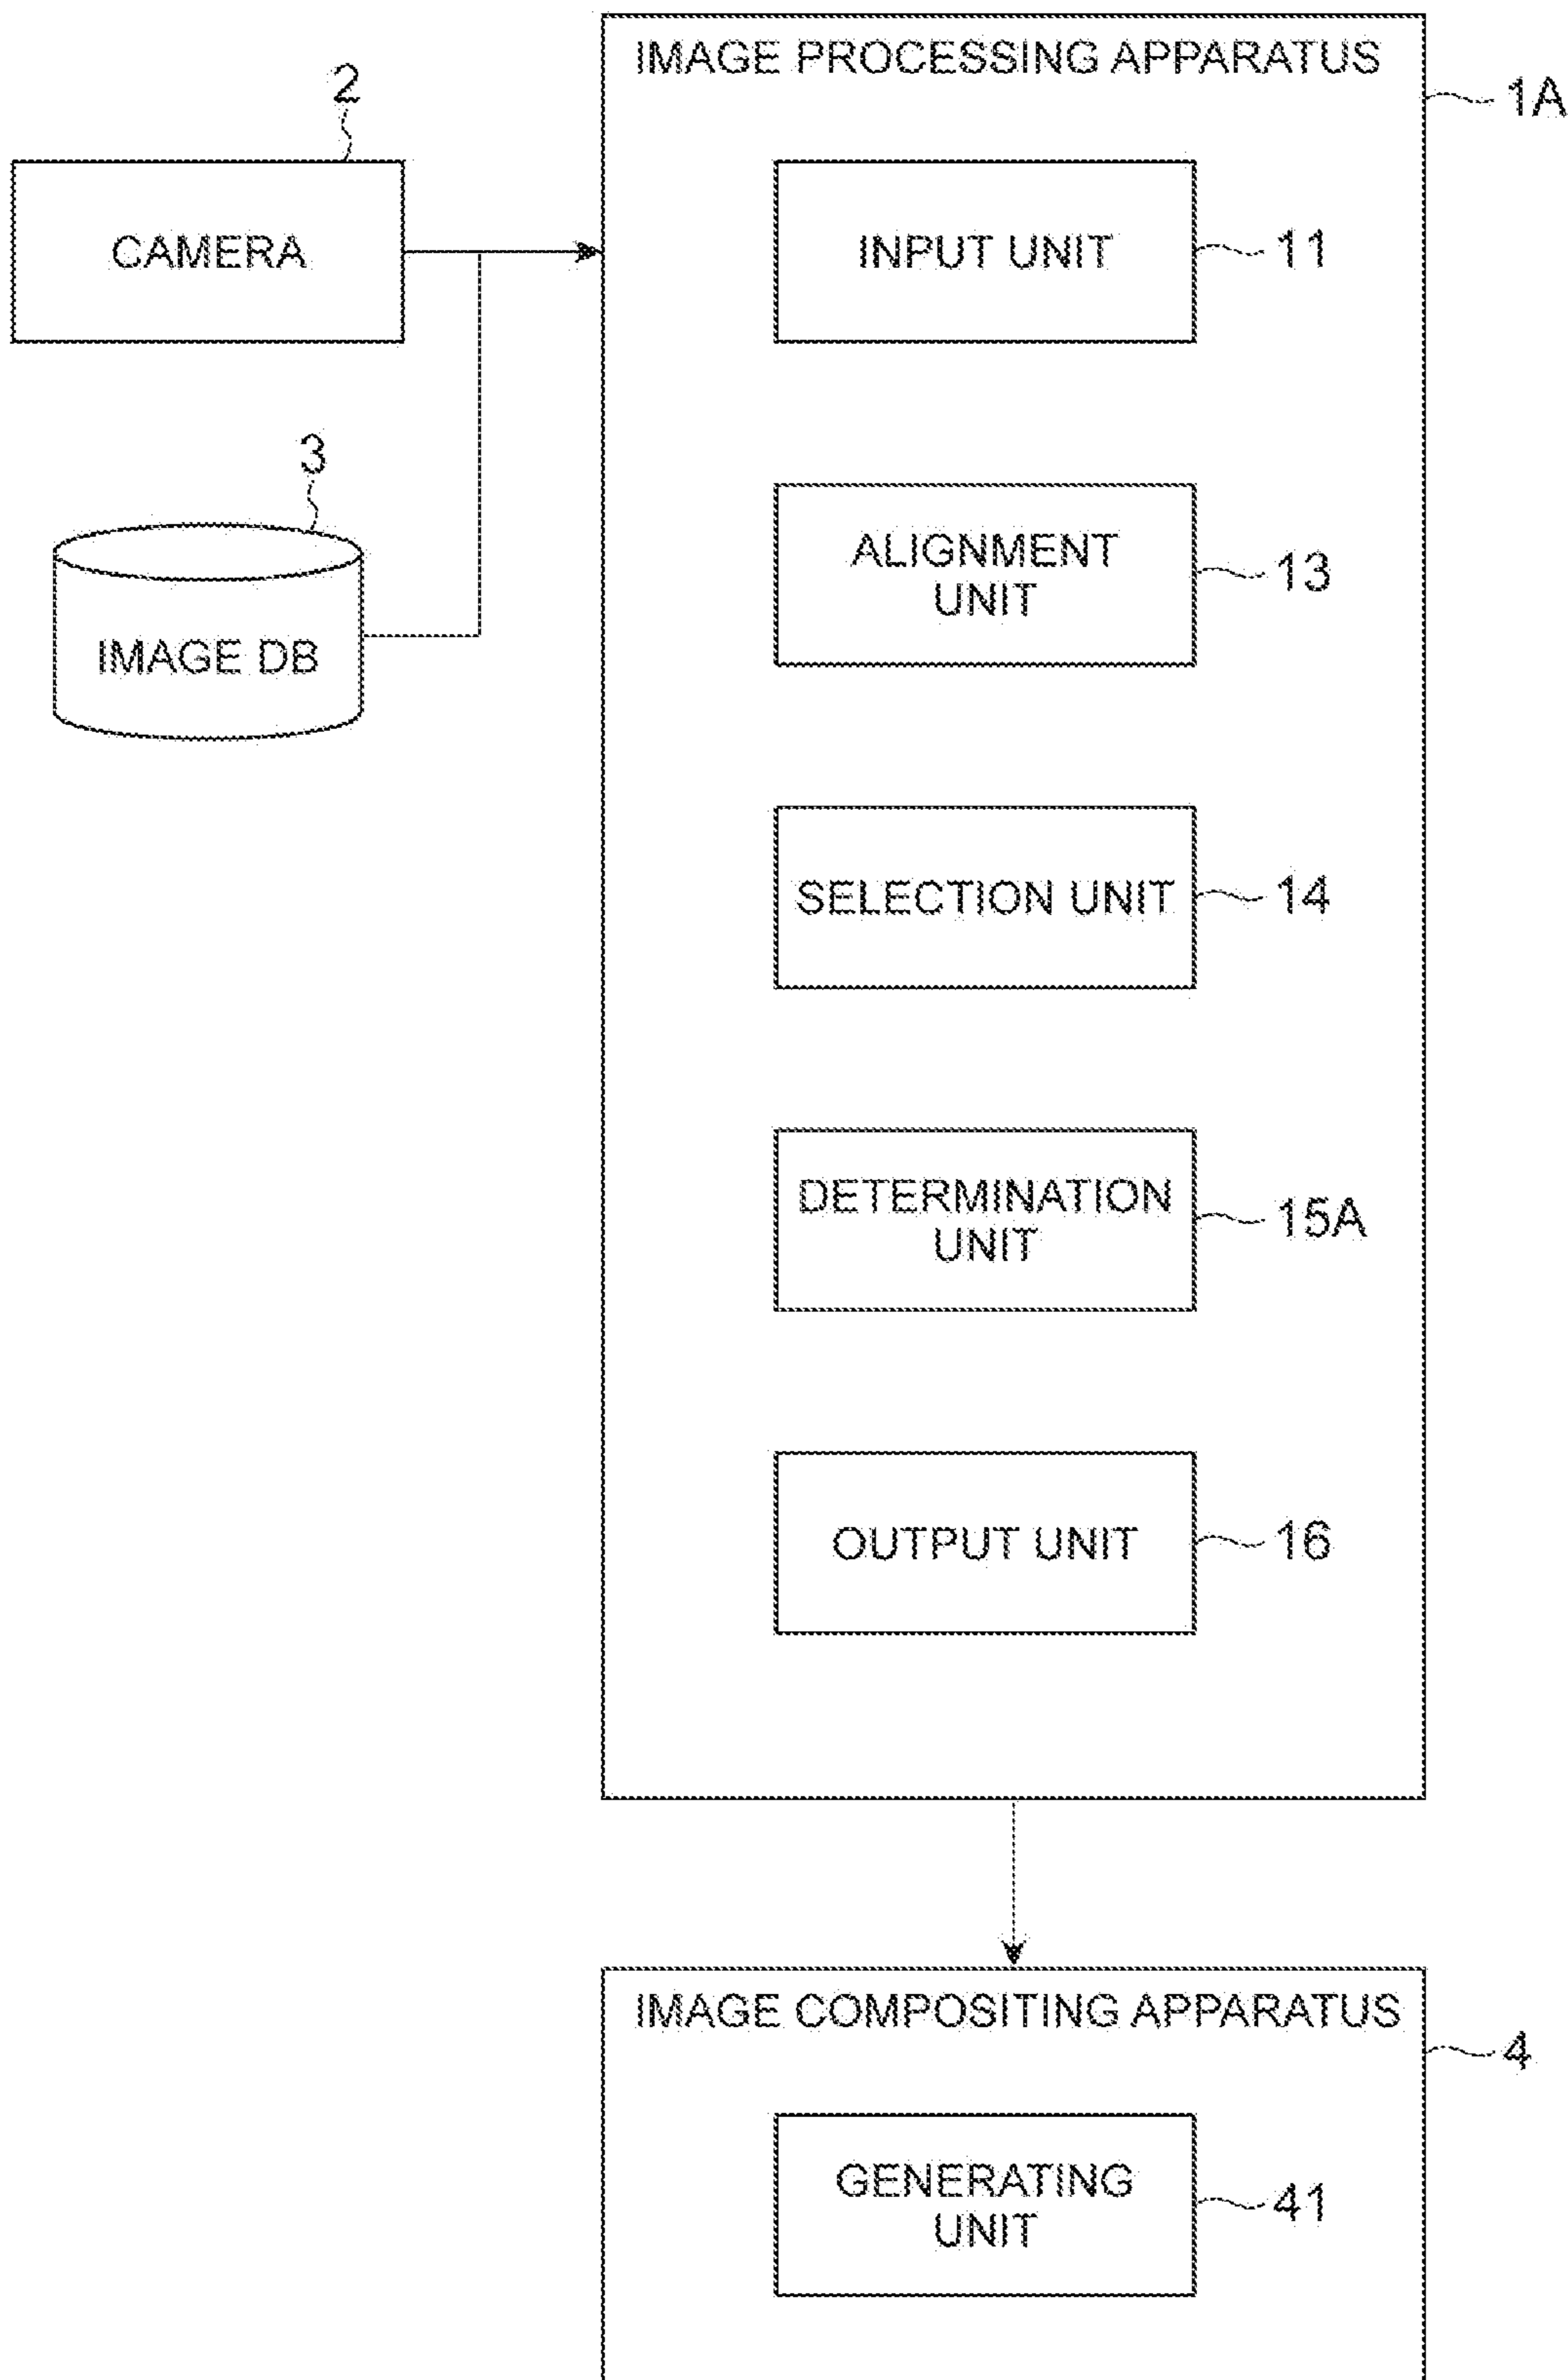 IMAGE PROCESSING APPARATUS
1A
2
CAMERA
INPUT UNIT
11
3
IMAGE DB
ALIGNMENT
UNIT
13
SELECTION UNIT
14
DETERMINATION
UNIT
15A
OUTPUT UNIT
16
IMAGE COMPOSITING APPARATUS
4
GENERATING
UNIT
41